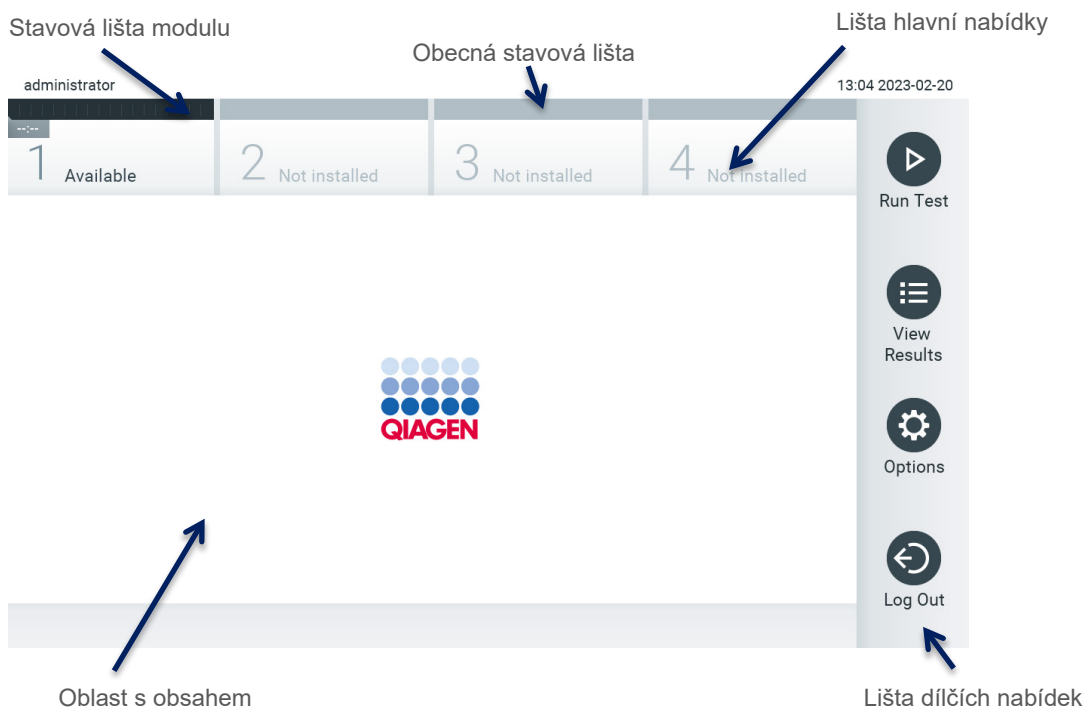 Stavová lišta modulu
Obecná stavová lišta
Lišta hlavní nabídky
administrator
13:04 2023-02-20
--:--
1 Available
2 Not installed
3 Not installed
4 Not installed
Run Test
View
Results
QIAGEN
Options
Log Out
Oblast s obsahem
Lišta dílčích nabídek